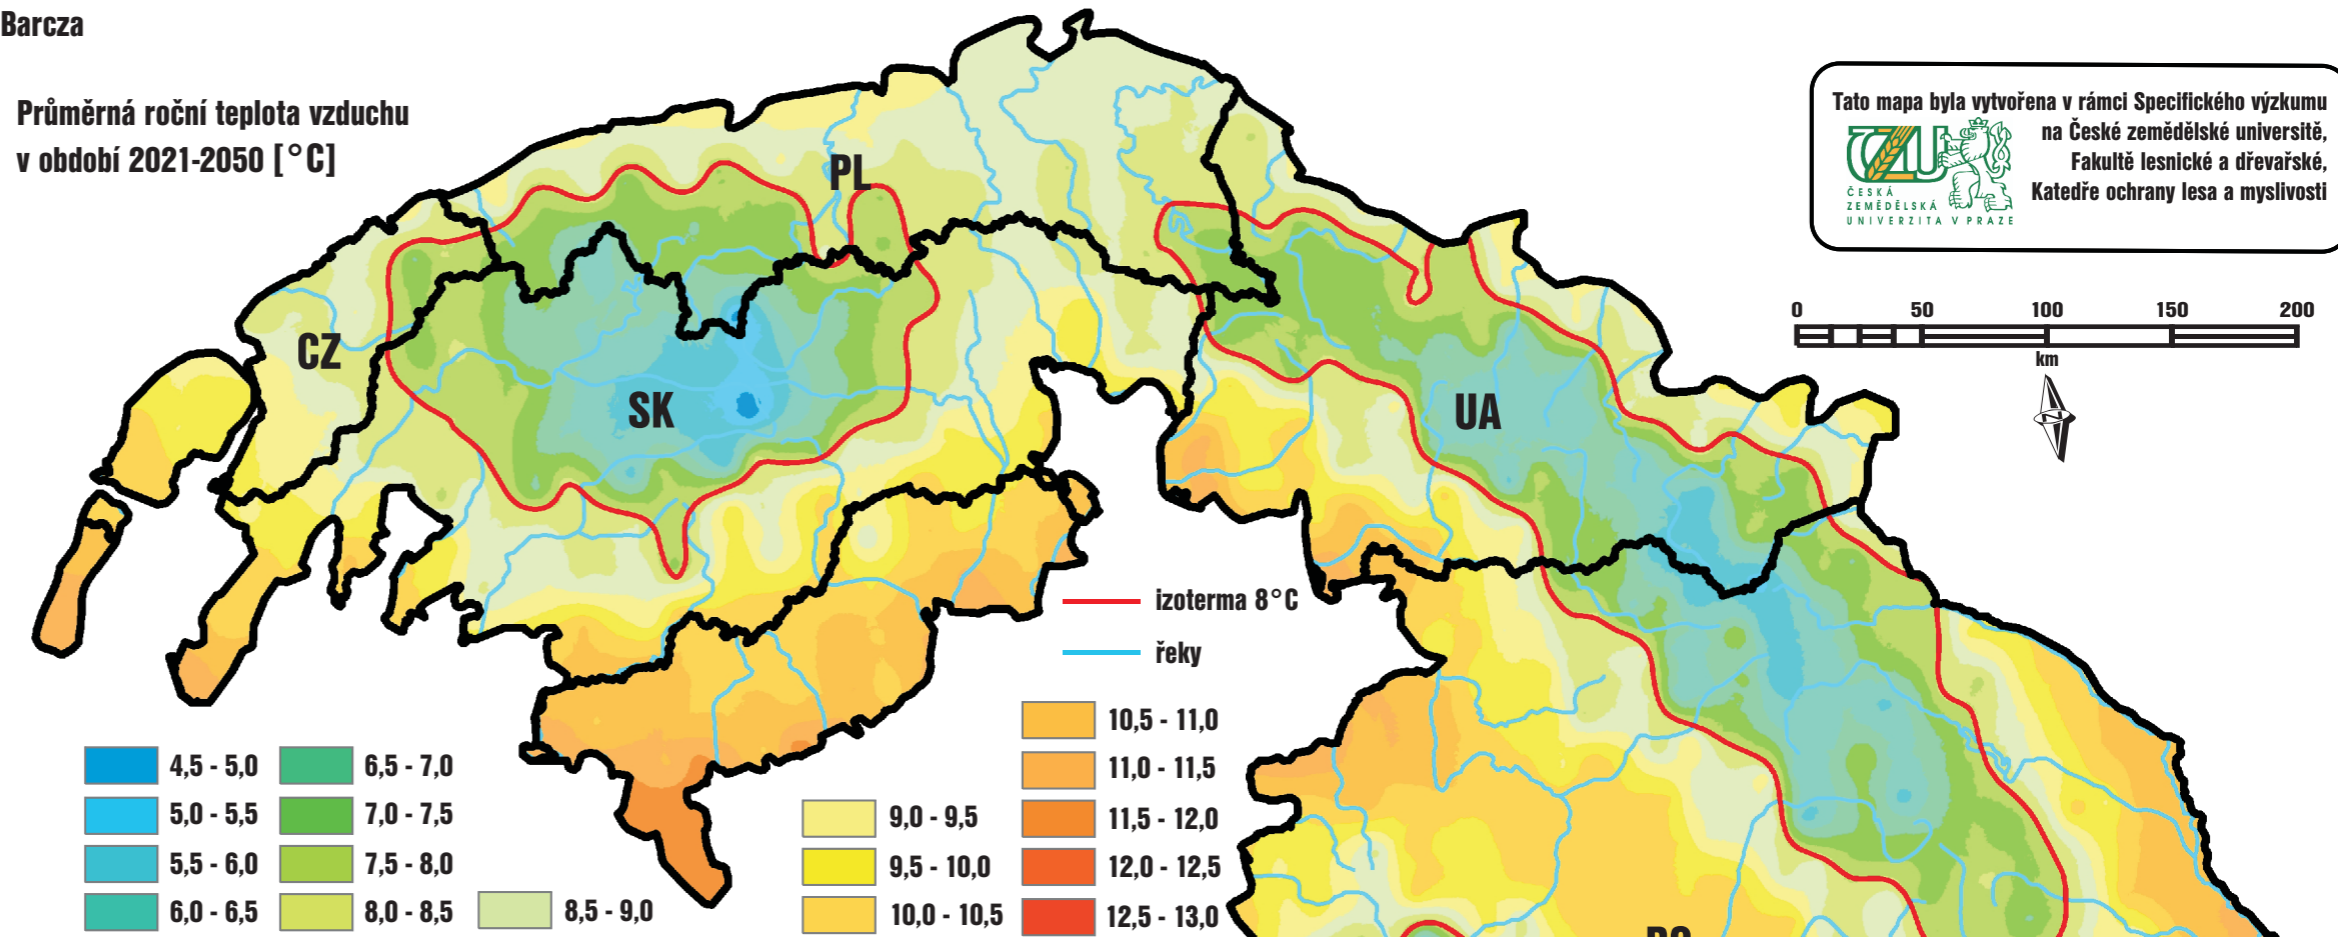 Barcza
Průměrná roční teplota vzduchu
v období 2021-2050 [°C]
Tato mapa byla vytvořena v rámci Specifického výzkumu
na České zemědělské universitě,
Fakultě lesnické a dřevařské,
Katedře ochrany lesa a myslivosti
ČZU
ČESKÁ
ZEMĚDĚLSKÁ
UNIVERZITA V PRAZE
0 50 100 150 200
km
N
PL
CZ
SK
UA
izoterma 8°C
řeky
4,5 - 5,0
5,0 - 5,5
5,5 - 6,0
6,0 - 6,5
6,5 - 7,0
7,0 - 7,5
7,5 - 8,0
8,0 - 8,5
8,5 - 9,0
9,0 - 9,5
9,5 - 10,0
10,0 - 10,5
10,5 - 11,0
11,0 - 11,5
11,5 - 12,0
12,0 - 12,5
12,5 - 13,0